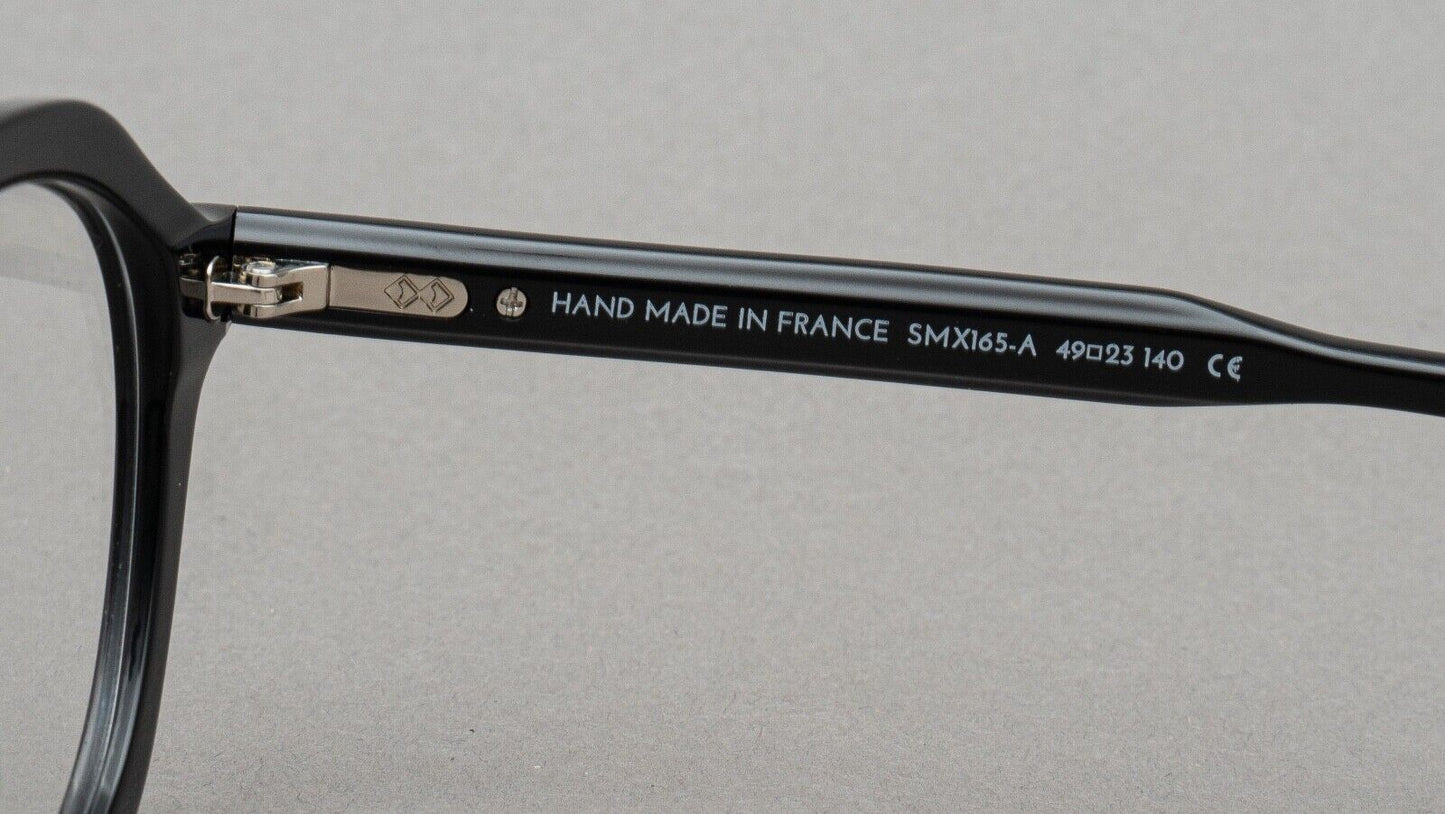 HAND MADE IN FRANCE SMX165-A 49□23 140 CE